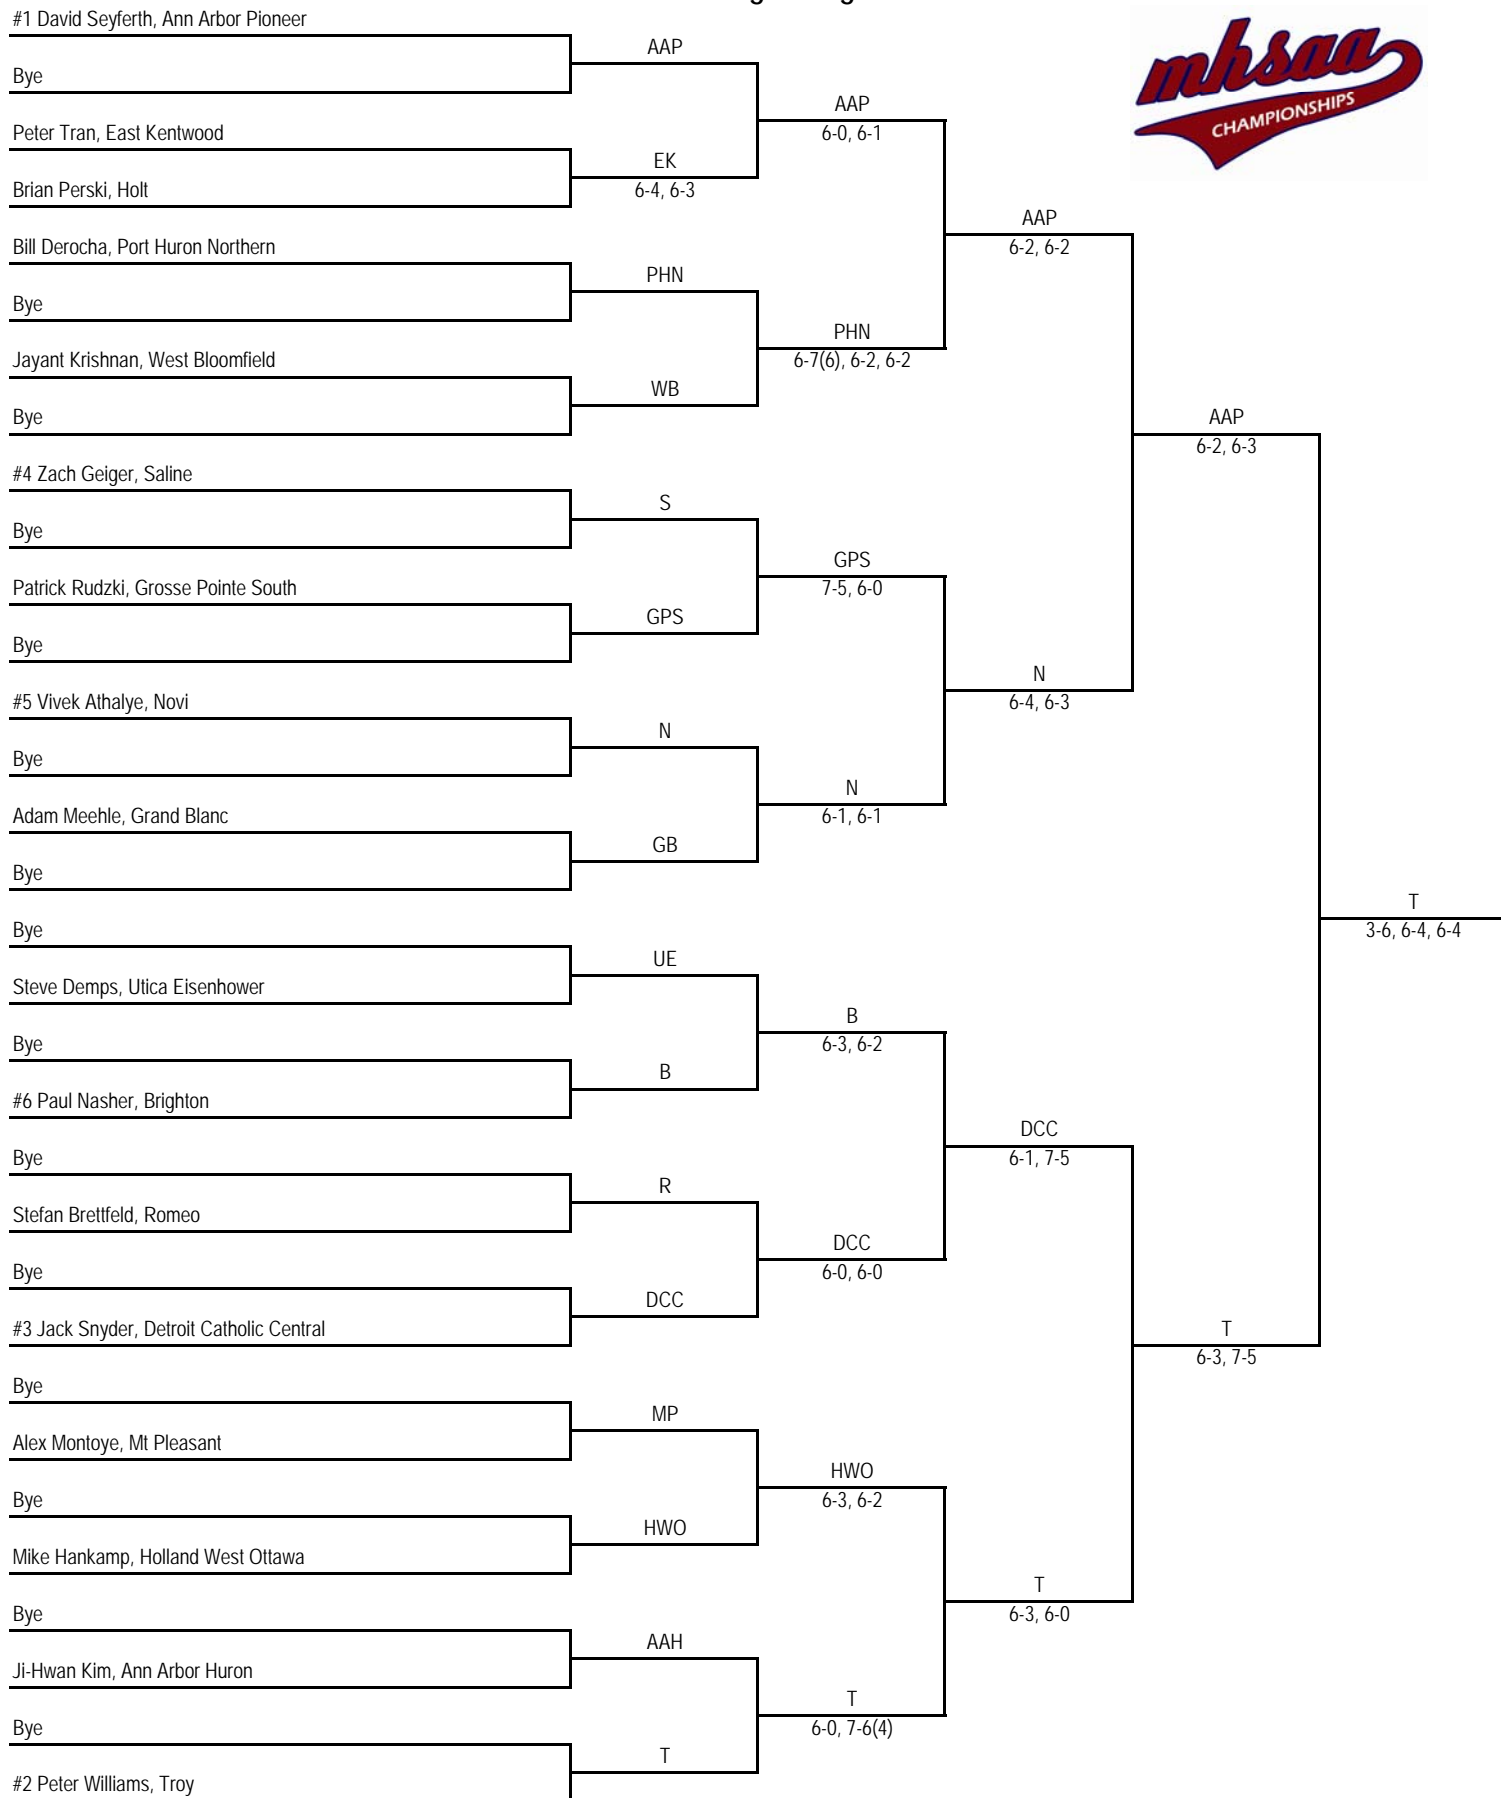 #1 David Seyferth, Ann Arbor Pioneer
AAP
Bye
mhsaa
CHAMPIONSHIPS
AAP
6-0, 6-1
Peter Tran, East Kentwood
EK
6-4, 6-3
Brian Perski, Holt
AAP
6-2, 6-2
Bill Derocha, Port Huron Northern
PHN
Bye
PHN
6-7(6), 6-2, 6-2
Jayant Krishnan, West Bloomfield
WB
Bye
AAP
6-2, 6-3
#4 Zach Geiger, Saline
S
Bye
GPS
7-5, 6-0
Patrick Rudzki, Grosse Pointe South
GPS
Bye
N
6-4, 6-3
#5 Vivek Athalye, Novi
N
Bye
N
6-1, 6-1
Adam Meehle, Grand Blanc
GB
Bye
T
3-6, 6-4, 6-4
Bye
UE
Steve Demps, Utica Eisenhower
B
6-3, 6-2
Bye
B
#6 Paul Nasher, Brighton
DCC
6-1, 7-5
Bye
R
Stefan Brettfeld, Romeo
DCC
6-0, 6-0
Bye
DCC
#3 Jack Snyder, Detroit Catholic Central
T
6-3, 7-5
Bye
MP
Alex Montoye, Mt Pleasant
HWO
6-3, 6-2
Bye
HWO
Mike Hankamp, Holland West Ottawa
T
6-3, 6-0
Bye
AAH
Ji-Hwan Kim, Ann Arbor Huron
T
6-0, 7-6(4)
Bye
T
#2 Peter Williams, Troy